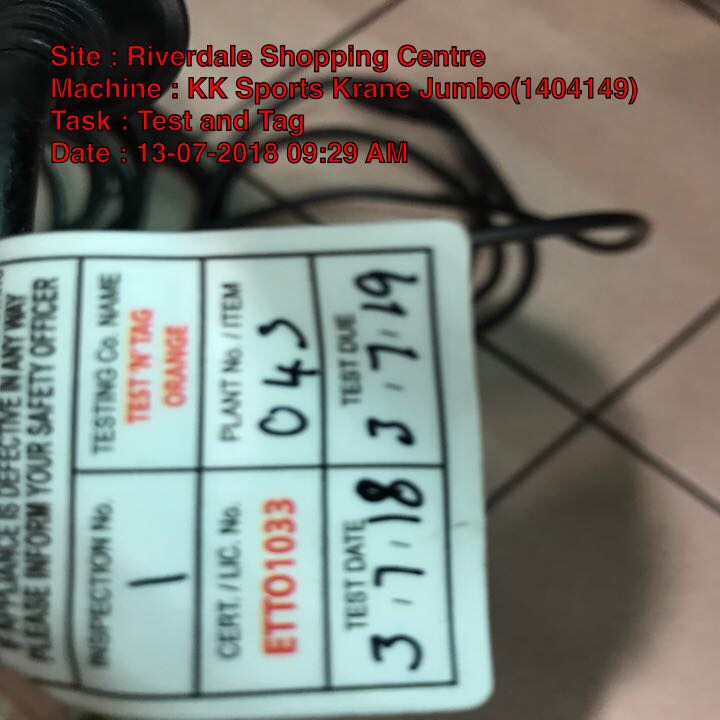 Site : Riverdale Shopping Centre
Machine : KK Sports Krane Jumbo(1404149)
Task : Test and Tag
Date : 13-07-2018 09:29 AM
APPLIANCE IS DEFECTIVE IN ANY WAY
PLEASE INFORM YOUR SAFETY OFFICER
INSPECTION No.
1
TESTING Co. NAME
TEST 'N' TAG
ORANGE
CERT. / LIC. No.
ETTO1033
PLANT No. / ITEM
043
TEST DATE
3.7.18
TEST DUE
3.7.19